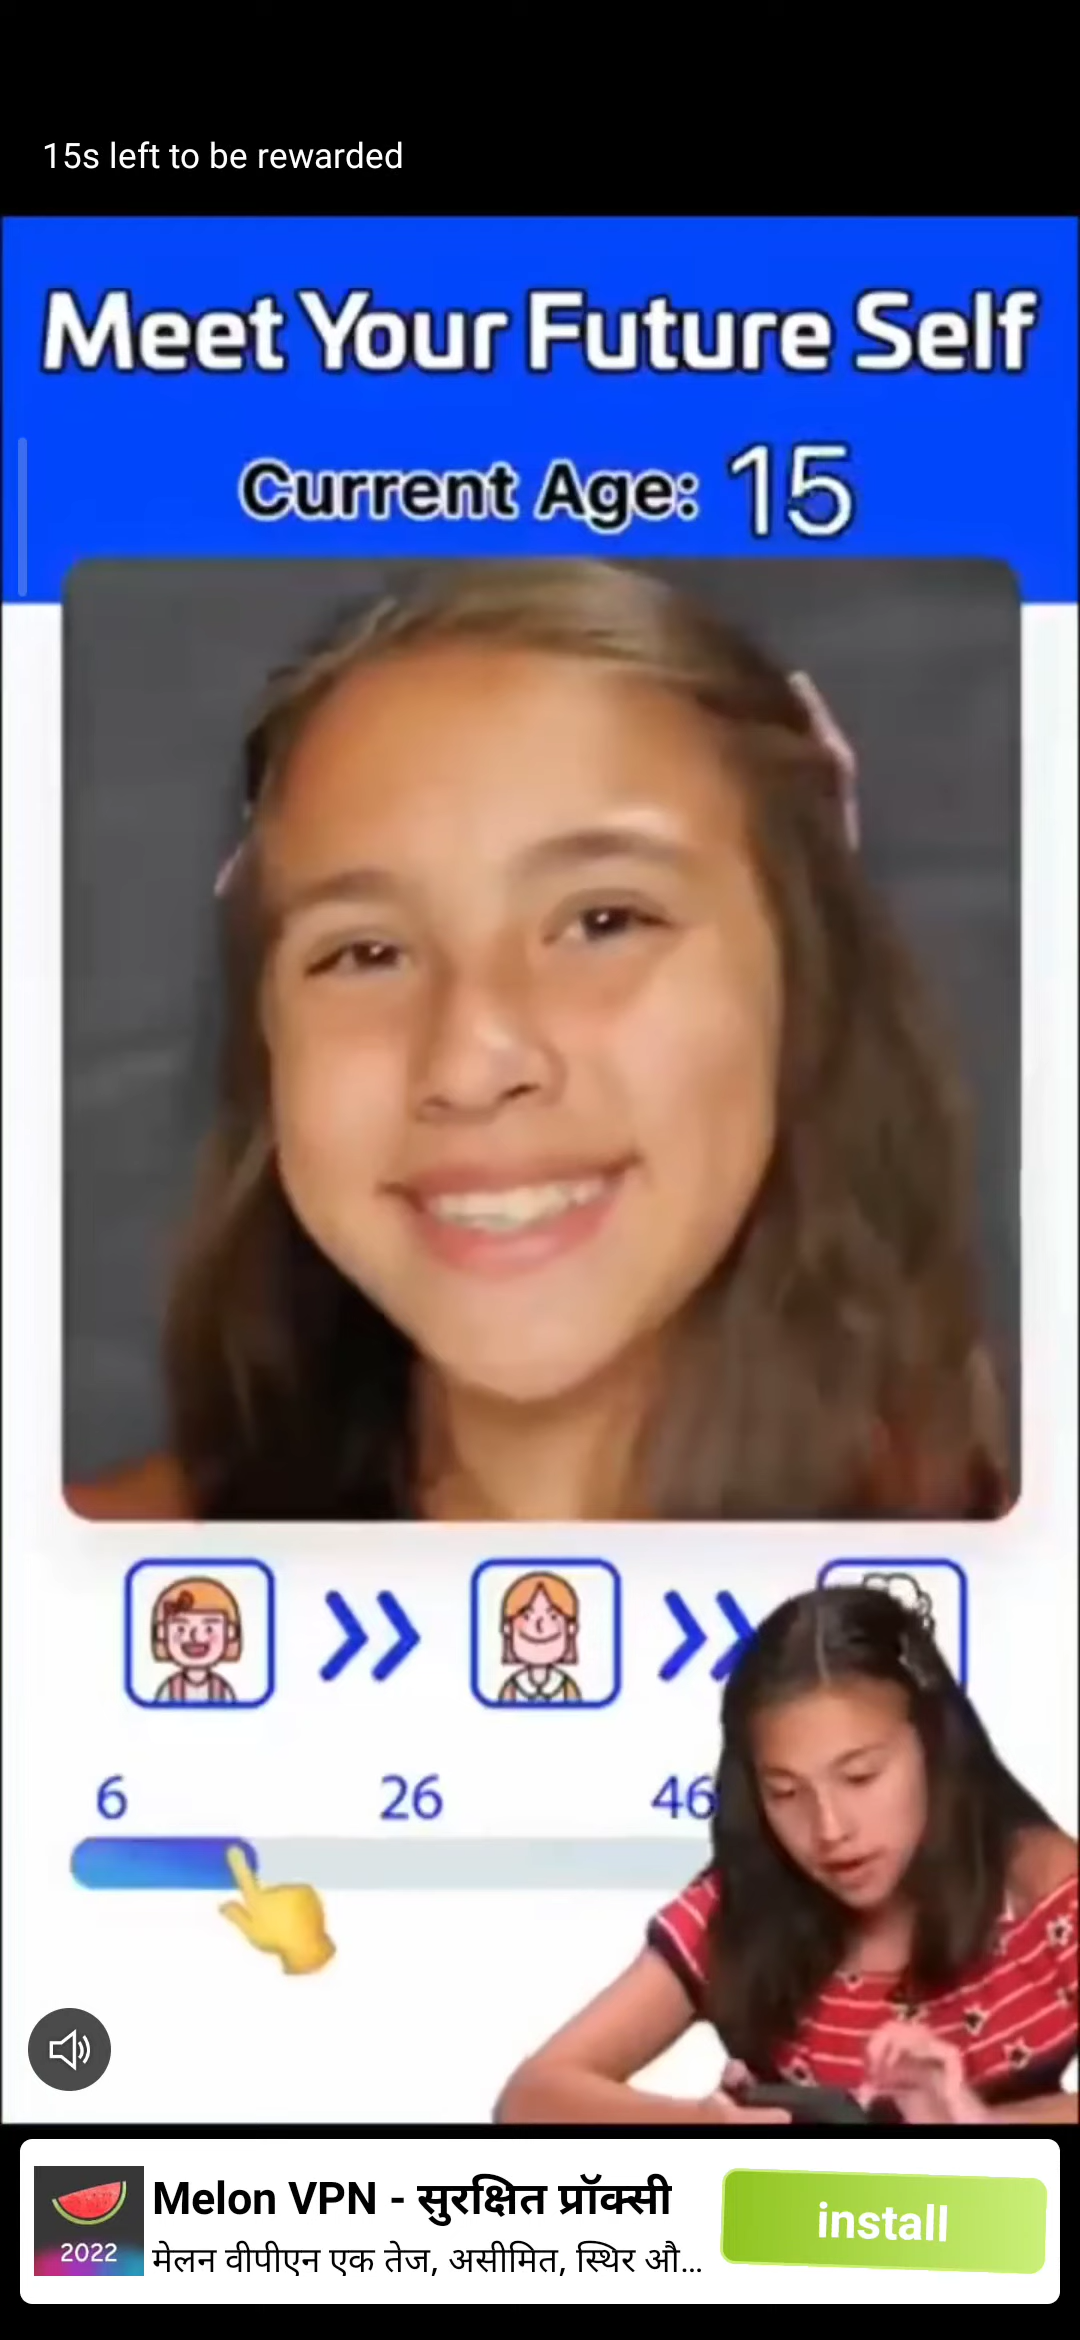 15s left to be rewarded
Meet Your Future Self
Current Age: 15
6 26 46
Melon VPN - सुरक्षित प्रॉक्सी
मेलन वीपीएन एक तेज, असीमित, स्थिर औ...
2022
install